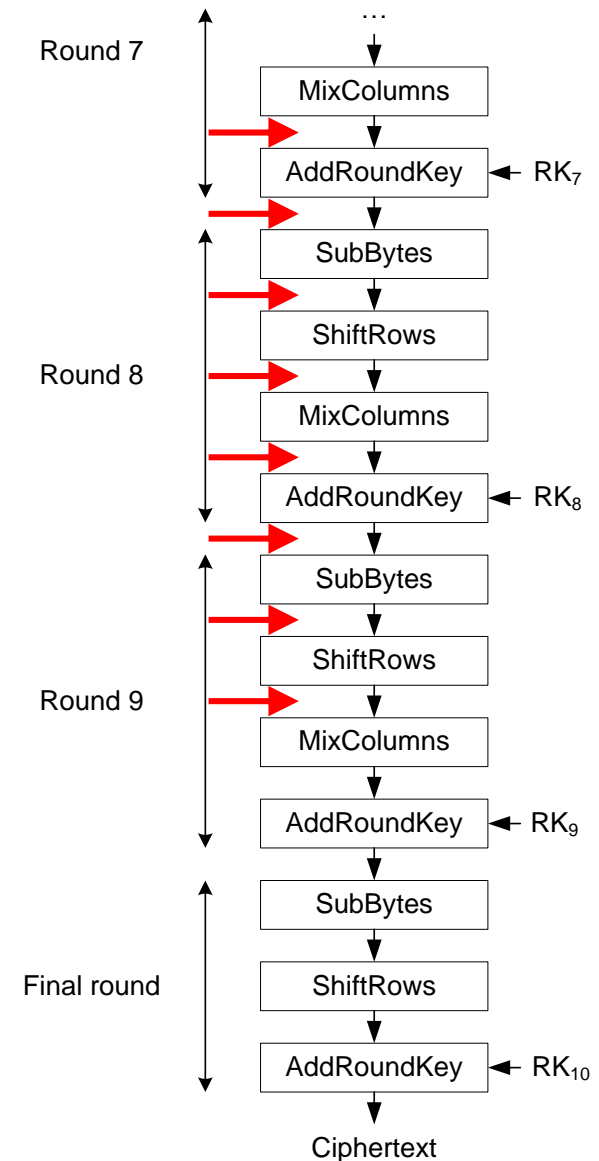 ...
Round 7
MixColumns
AddRoundKey
RK₇
SubBytes
ShiftRows
Round 8
MixColumns
AddRoundKey
RK₈
SubBytes
ShiftRows
Round 9
MixColumns
AddRoundKey
RK₉
SubBytes
Final round
ShiftRows
AddRoundKey
RK₁₀
Ciphertext